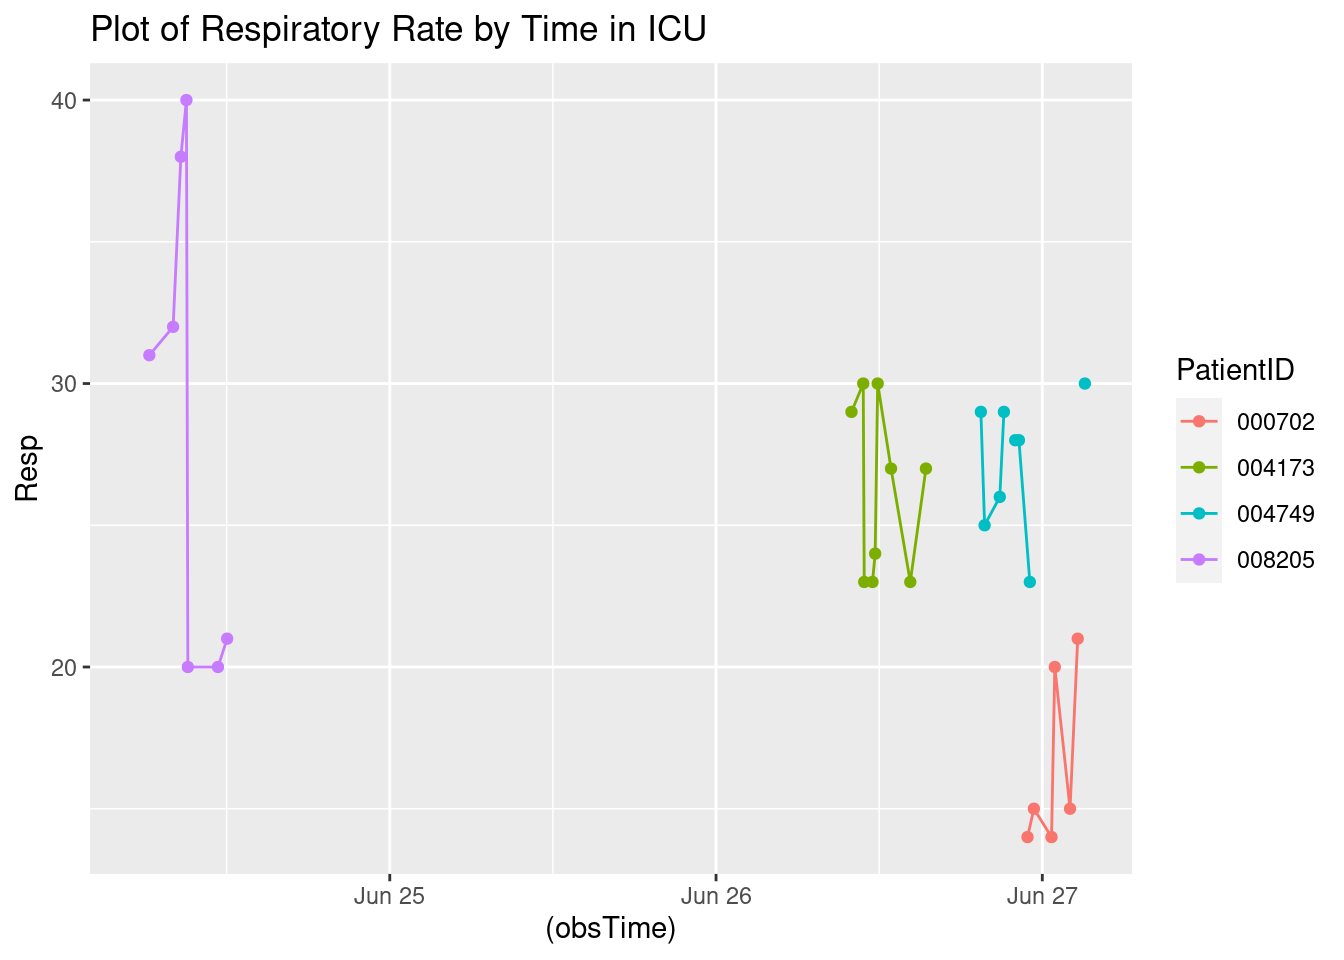 Plot of Respiratory Rate by Time in ICU
40
30
20
Resp
Jun 25
Jun 26
Jun 27
(obsTime)
PatientID
000702
004173
004749
008205